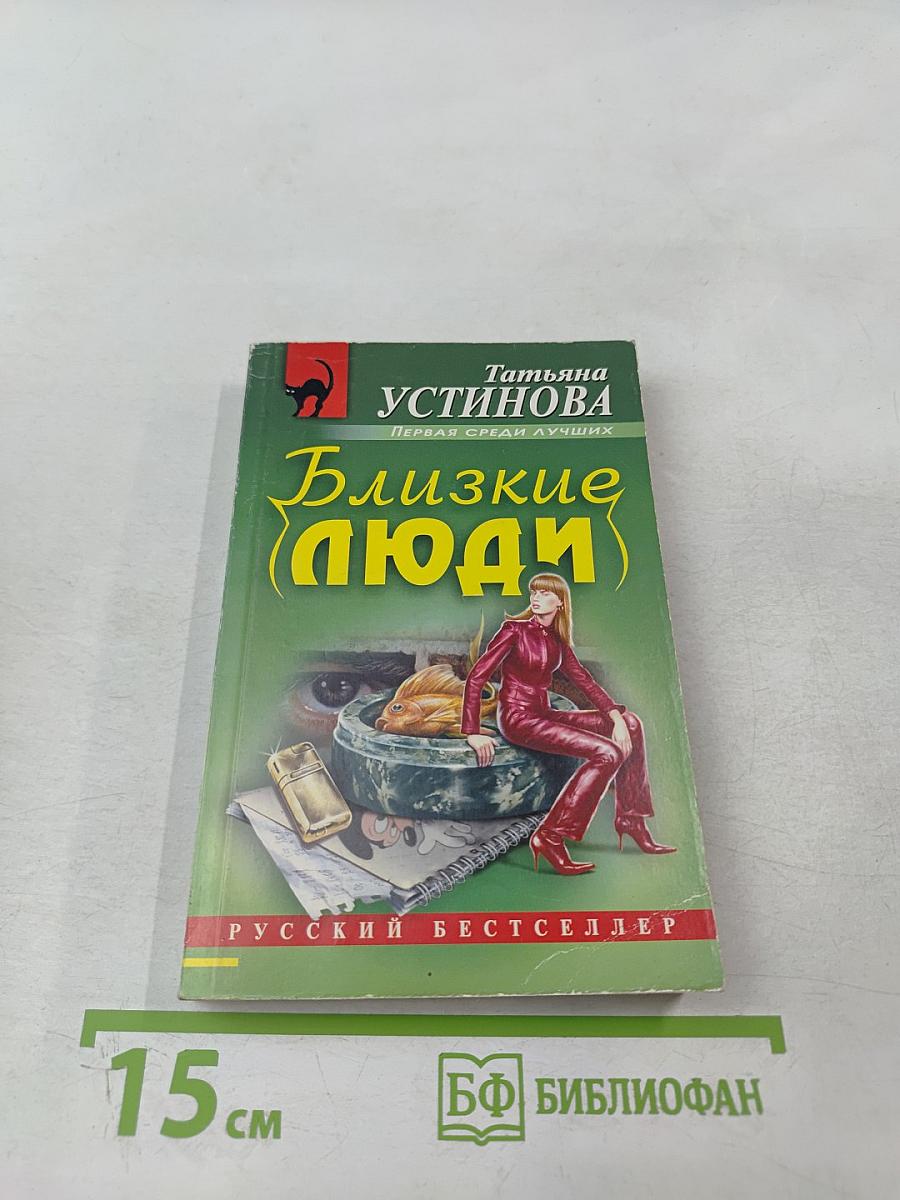 Татьяна
УСТИНОВА
ПЕРВАЯ СРЕДИ ЛУЧШИХ
Близкие
ЛЮДИ
РУССКИЙ БЕСТСЕЛЛЕР
15 см
БФ БИБЛИОФАН